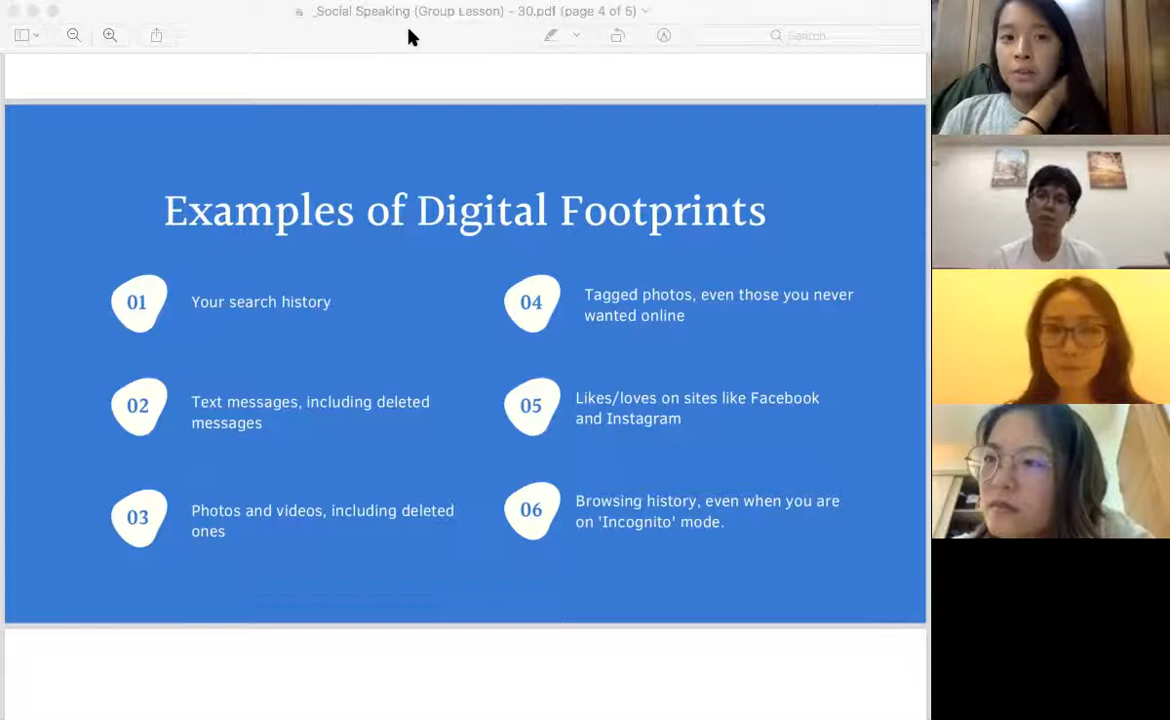 _Social Speaking (Group Lesson) - 30.pdf (page 4 of 5)
Search
Examples of Digital Footprints
01
Your search history
02
Text messages, including deleted
messages
03
Photos and videos, including deleted
ones
04
Tagged photos, even those you never
wanted online
05
Likes/loves on sites like Facebook
and Instagram
06
Browsing history, even when you are
on 'Incognito' mode.